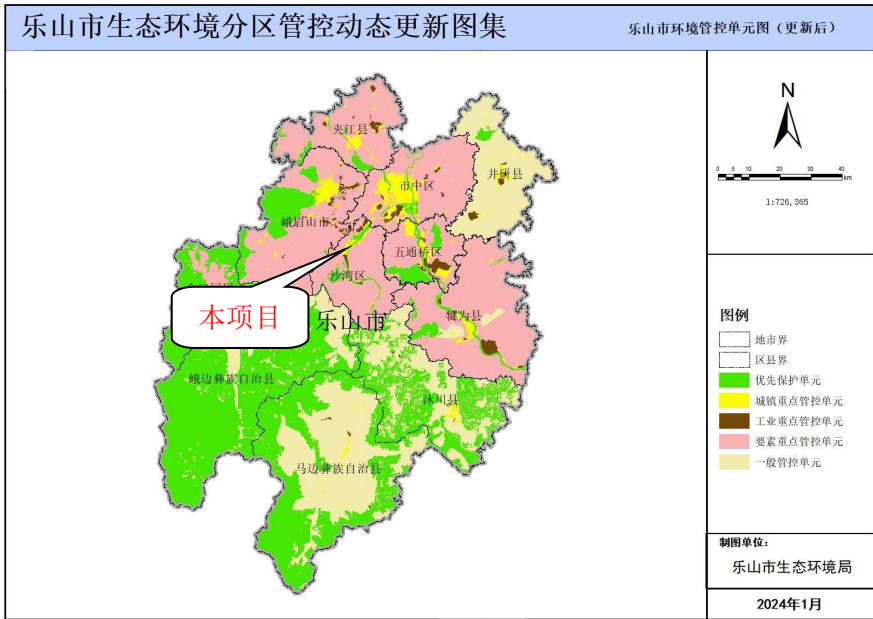 乐山市生态环境分区管控动态更新图集
乐山市环境管控单元图（更新后）
N
0 5 10 20 30 40
km
1:726,365
夹江县
井研县
市中区
峨眉山市
五通桥区
沙湾区
本项目
乐山市
犍为县
峨边彝族自治县
沐川县
马边彝族自治县
图例
地市界
区县界
优先保护单元
城镇重点管控单元
工业重点管控单元
要素重点管控单元
一般管控单元
制图单位：
乐山市生态环境局
2024年1月